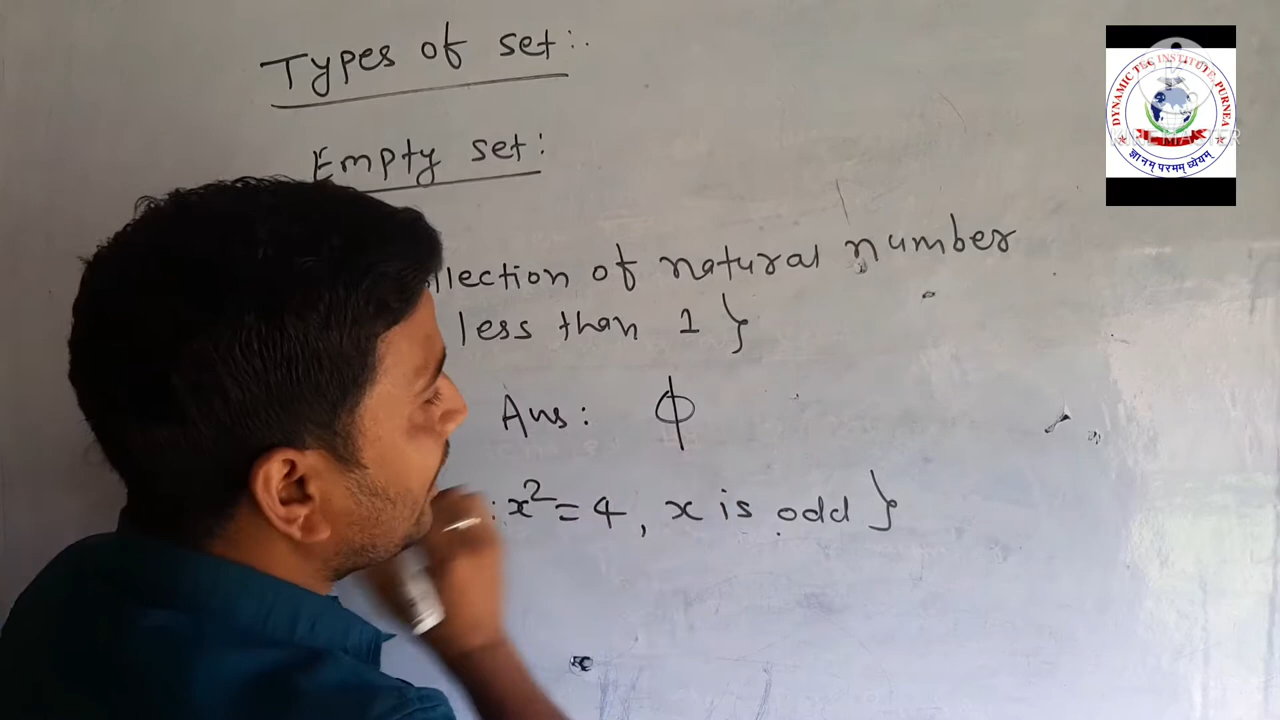 Types of set:.
Empty set:
llection of natural number
less than 1 }
Ans: ϕ
: x² = 4, x is odd }
DYNAMIC TEC INSTITUTE, PURNEA
ज्ञानम् परमम् ध्येयम्